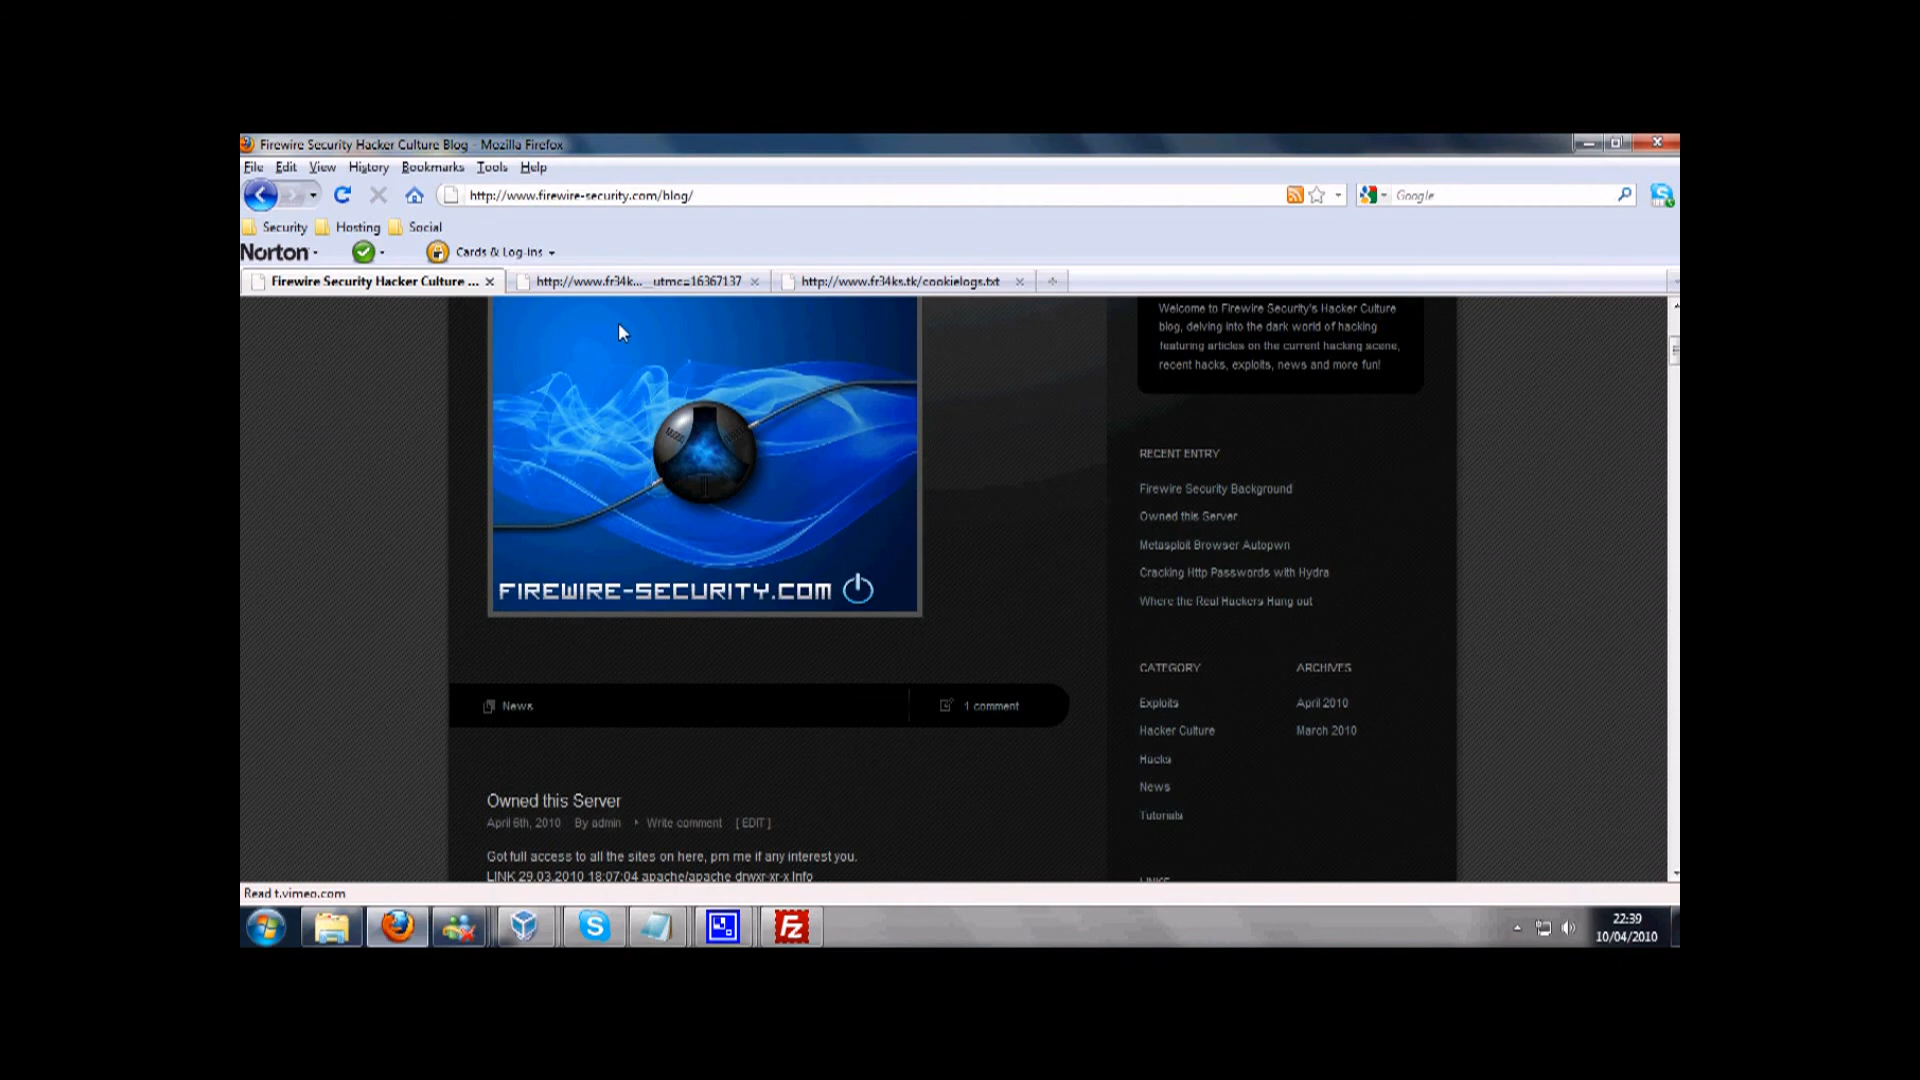 Firewire Security Hacker Culture Blog - Mozilla Firefox
File Edit View History Bookmarks Tools Help
http://www.firewire-security.com/blog/
Google
Security Hosting Social
Norton
Cards & Log-ins
Firewire Security Hacker Culture ...
http://www.fr34k..._utmc=16367137
http://www.fr34ks.tk/cookielogs.txt
Welcome to Firewire Security's Hacker Culture
blog, delving into the dark world of hacking
featuring articles on the current hacking scene,
recent hacks, exploits, news and more fun!
FIREWIRE-SECURITY.COM
RECENT ENTRY
Firewire Security Background
Owned this Server
Metasploit Browser Autopwn
Cracking Http Passwords with Hydra
Where the Real Hackers Hang out
News
1 comment
CATEGORY
Exploits
Hacker Culture
Hacks
News
Tutorials
ARCHIVES
April 2010
March 2010
LINKS
Owned this Server
April 6th, 2010 By admin Write comment [ EDIT ]
Got full access to all the sites on here, pm me if any interest you.
LINK 29.03.2010 18:07:04 apache/apache drwxr-xr-x Info
Read t.vimeo.com
22:39
10/04/2010